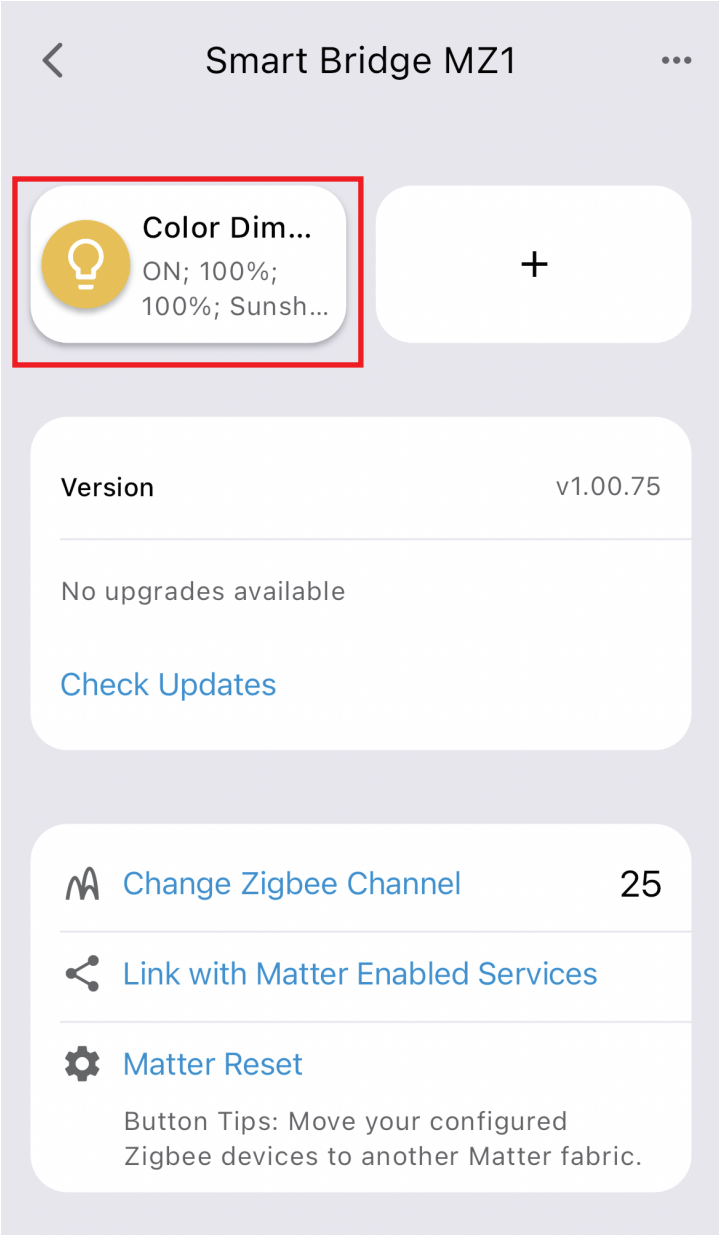 Smart Bridge MZ1
Color Dim...
ON; 100%;
100%; Sunsh...
+
Version
v1.00.75
No upgrades available
Check Updates
Change Zigbee Channel
25
Link with Matter Enabled Services
Matter Reset
Button Tips: Move your configured
Zigbee devices to another Matter fabric.